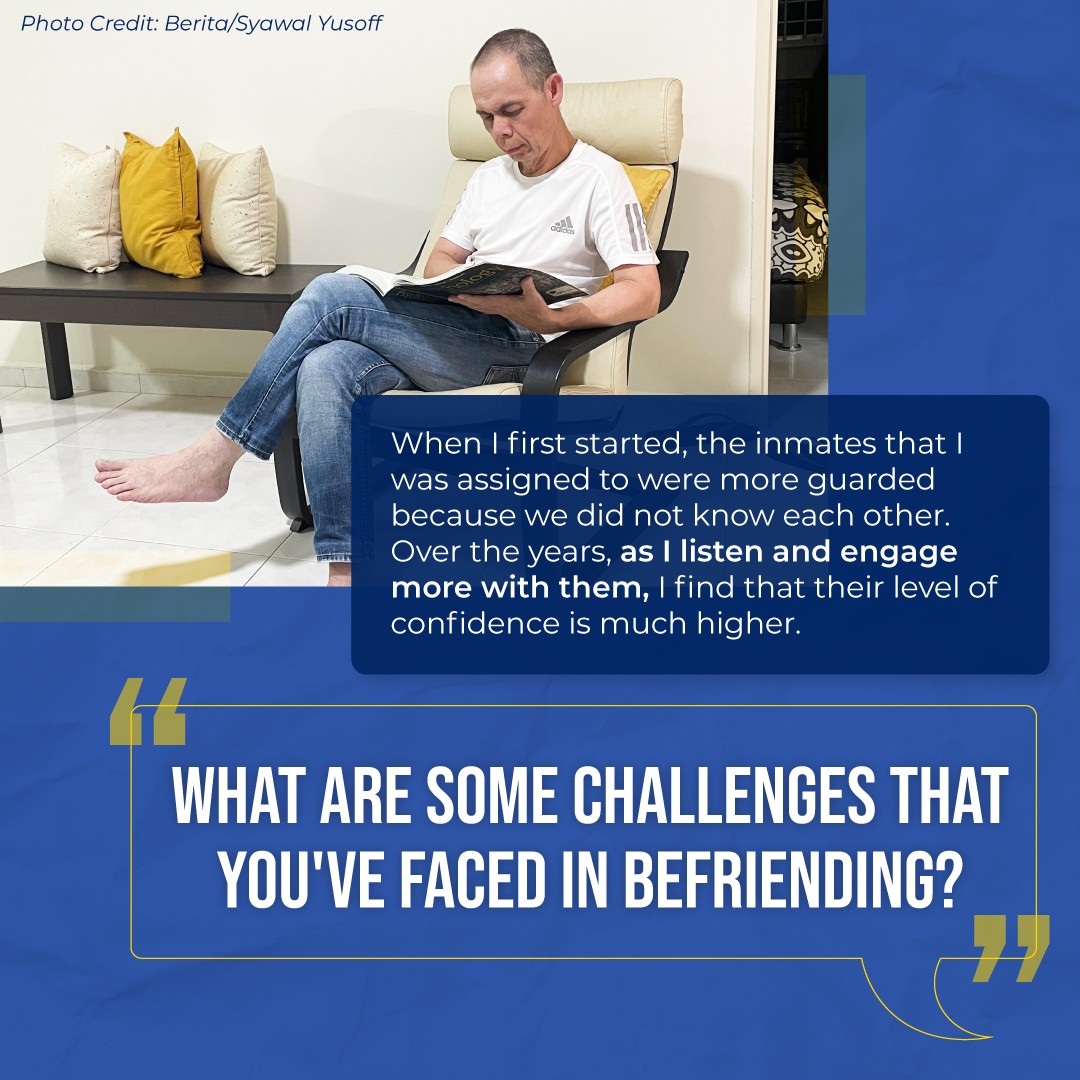 Photo Credit: Berita/Syawal Yusoff
adidas
When I first started, the inmates that I
was assigned to were more guarded
because we did not know each other.
Over the years, as I listen and engage
more with them, I find that their level of
confidence is much higher.
“
WHAT ARE SOME CHALLENGES THAT
YOU'VE FACED IN BEFRIENDING?
”